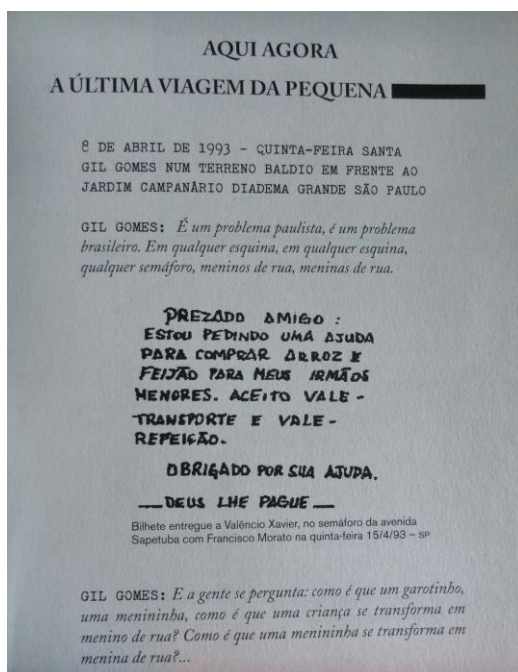 AQUI AGORA
A ÚLTIMA VIAGEM DA PEQUENA
8 DE ABRIL DE 1993 - QUINTA-FEIRA SANTA
GIL GOMES NUM TERRENO BALDIO EM FRENTE AO
JARDIM CAMPANÁRIO DIADEMA GRANDE SÃO PAULO
GIL GOMES: É um problema paulista, é um problema
brasileiro. Em qualquer esquina, em qualquer esquina,
qualquer semáforo, meninos de rua, meninas de rua.
PREZADO AMIGO:
ESTOU PEDINDO UMA AJUDA
PARA COMPRAR ARROZ E
FEIJÃO PARA MEUS IRMÃOS
MENORES. ACEITO VALE-
TRANSPORTE E VALE-
REFEIÇÃO.
OBRIGADO POR SUA AJUDA.
— DEUS LHE PAGUE —
Bilhete entregue a Valêncio Xavier, no semáforo da avenida
Sapetuba com Francisco Morato na quinta-feira 15/4/93 – SP
GIL GOMES: E a gente se pergunta: como é que um garotinho,
uma menininha, como é que uma criança se transforma em
menino de rua? Como é que uma menininha se transforma em
menina de rua?...